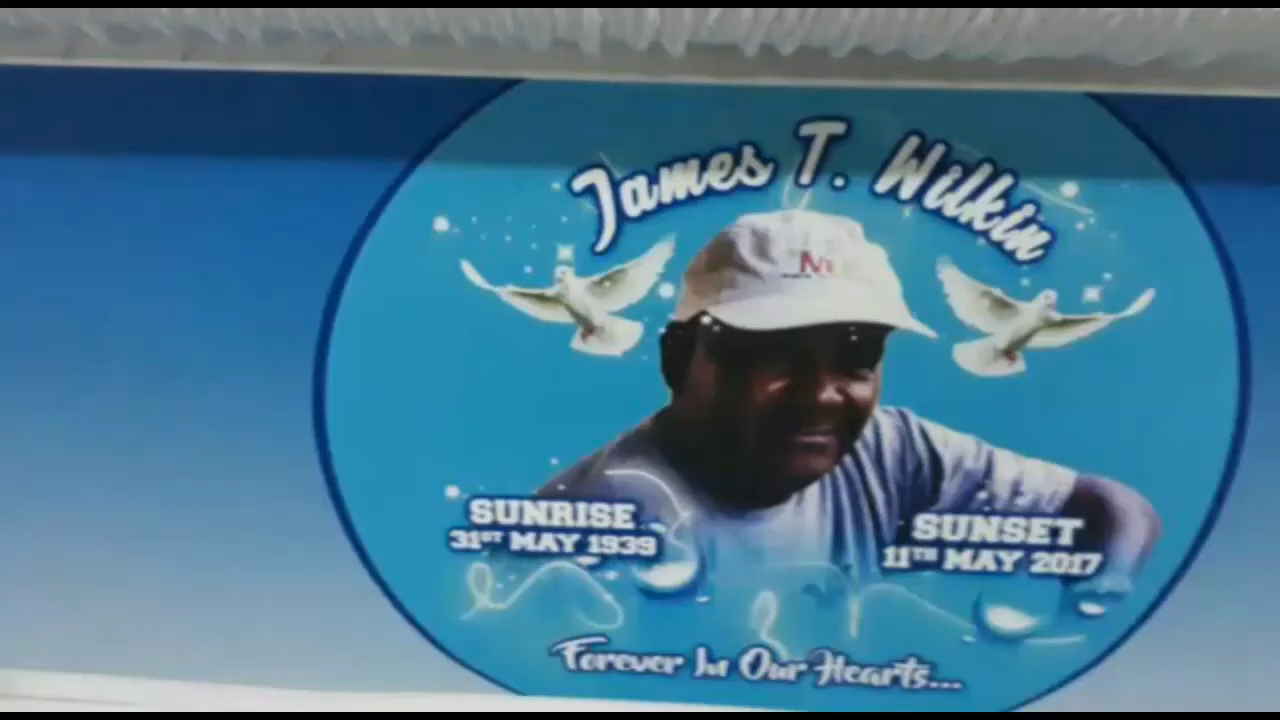 James T. Wilkin
M
SUNRISE
31ST MAY 1939
SUNSET
11TH MAY 2017
Forever In Our Hearts...